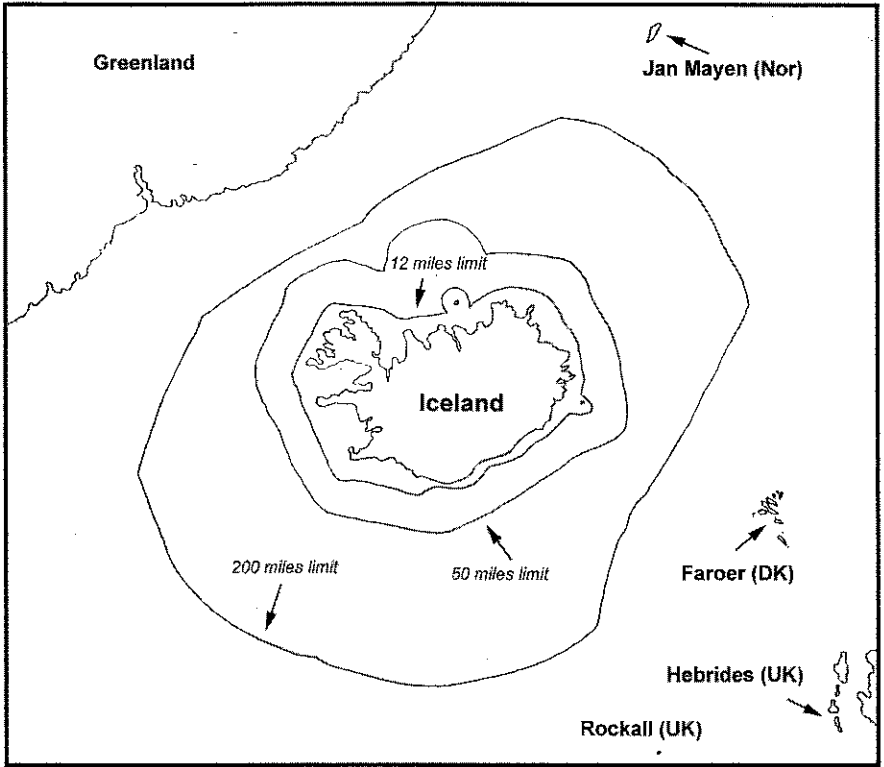 Greenland
Jan Mayen (Nor)
12 miles limit
Iceland
200 miles limit
50 miles limit
Faroer (DK)
Hebrides (UK)
Rockall (UK)